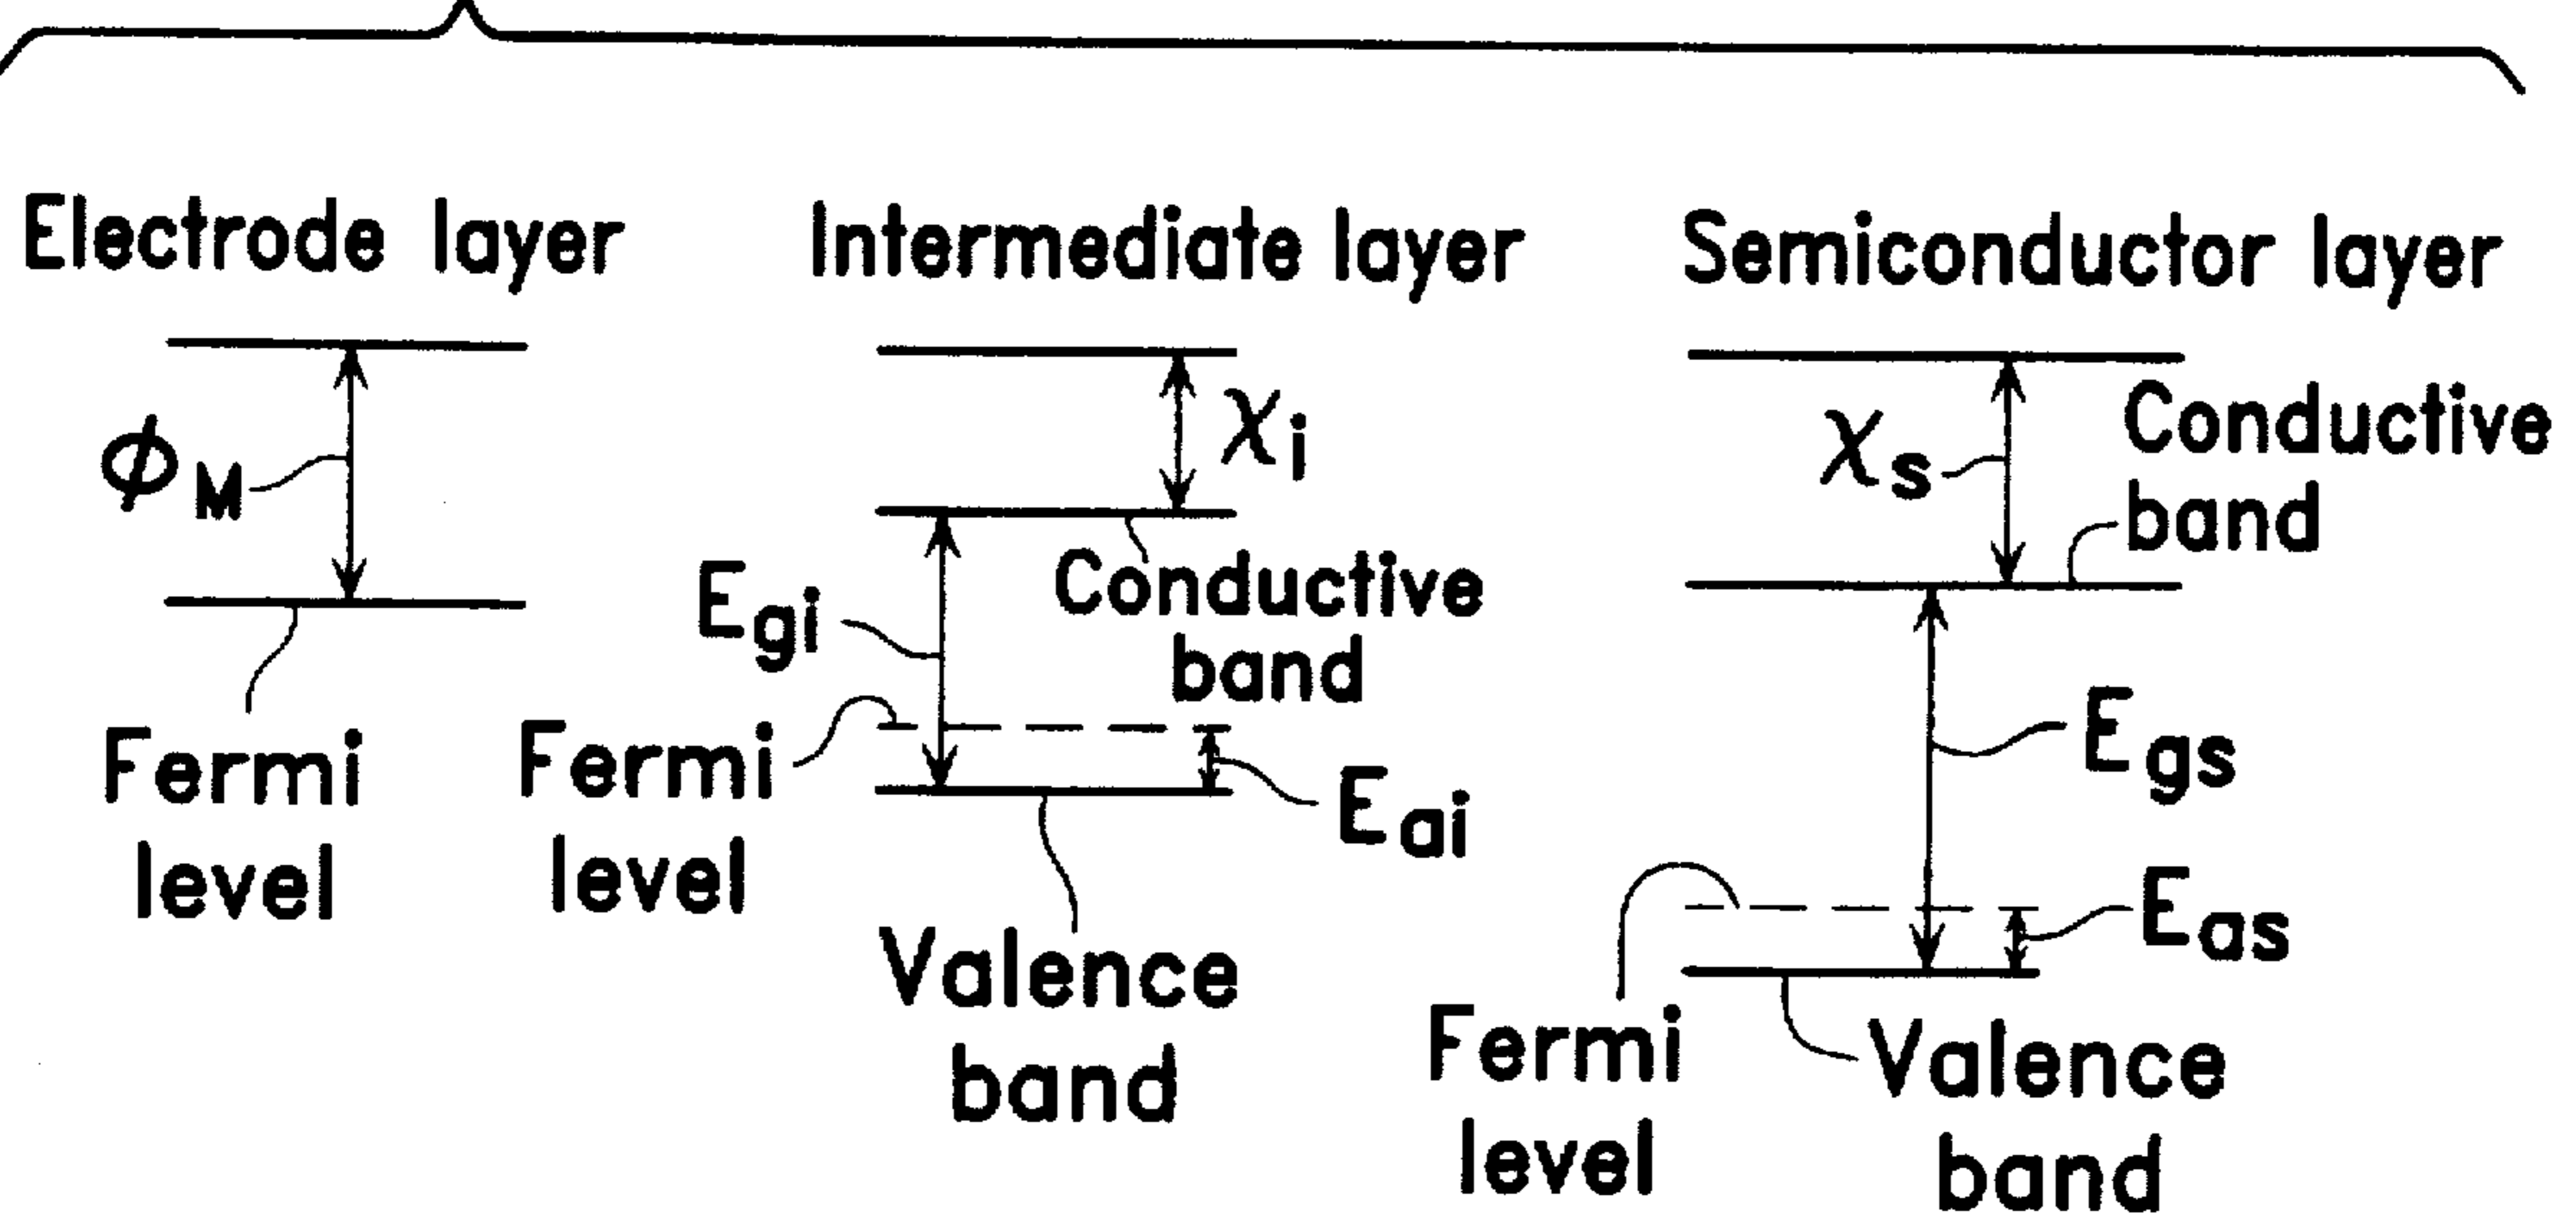 Electrode layer
Intermediate layer
Semiconductor layer
ϕM
Fermi
level
χi
Egi
Conductive
band
Fermi
level
Eai
Valence
band
χs
Conductive
band
Egs
Eas
Fermi
level
Valence
band